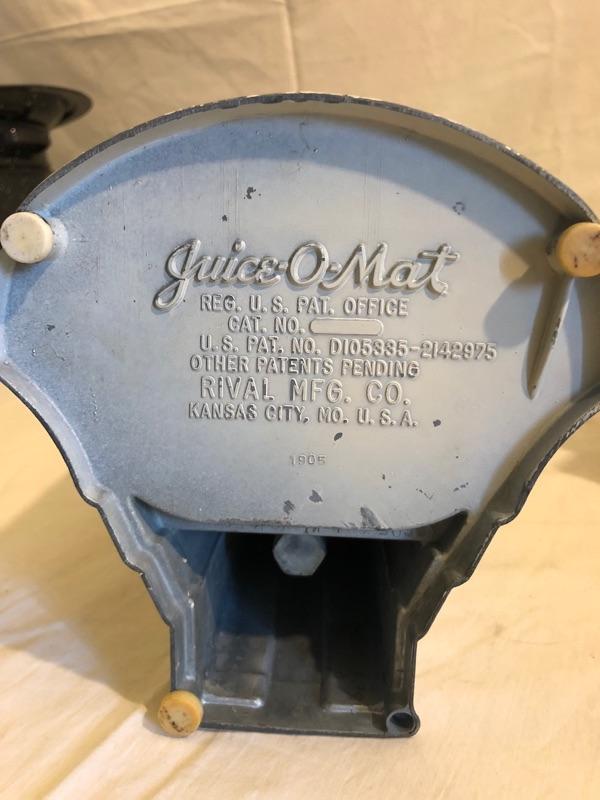 Juice-O-Mat
REG. U.S. PAT. OFFICE
CAT. NO.
U.S. PAT. NO. D105335-2142975
OTHER PATENTS PENDING
RIVAL MFG. CO.
KANSAS CITY, MO. U.S.A.
1905